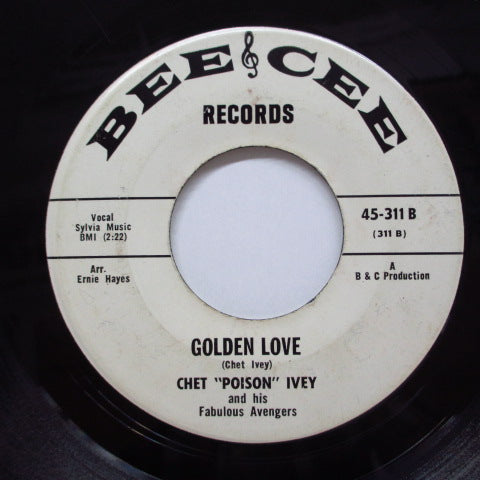 BEE CEE
RECORDS
Vocal
Sylvia Music
BMI (2:22)
45-311 B
(311 B)
Arr.
Ernie Hayes
A
B & C Production
GOLDEN LOVE
(Chet Ivey)
CHET "POISON" IVEY
and his
Fabulous Avengers